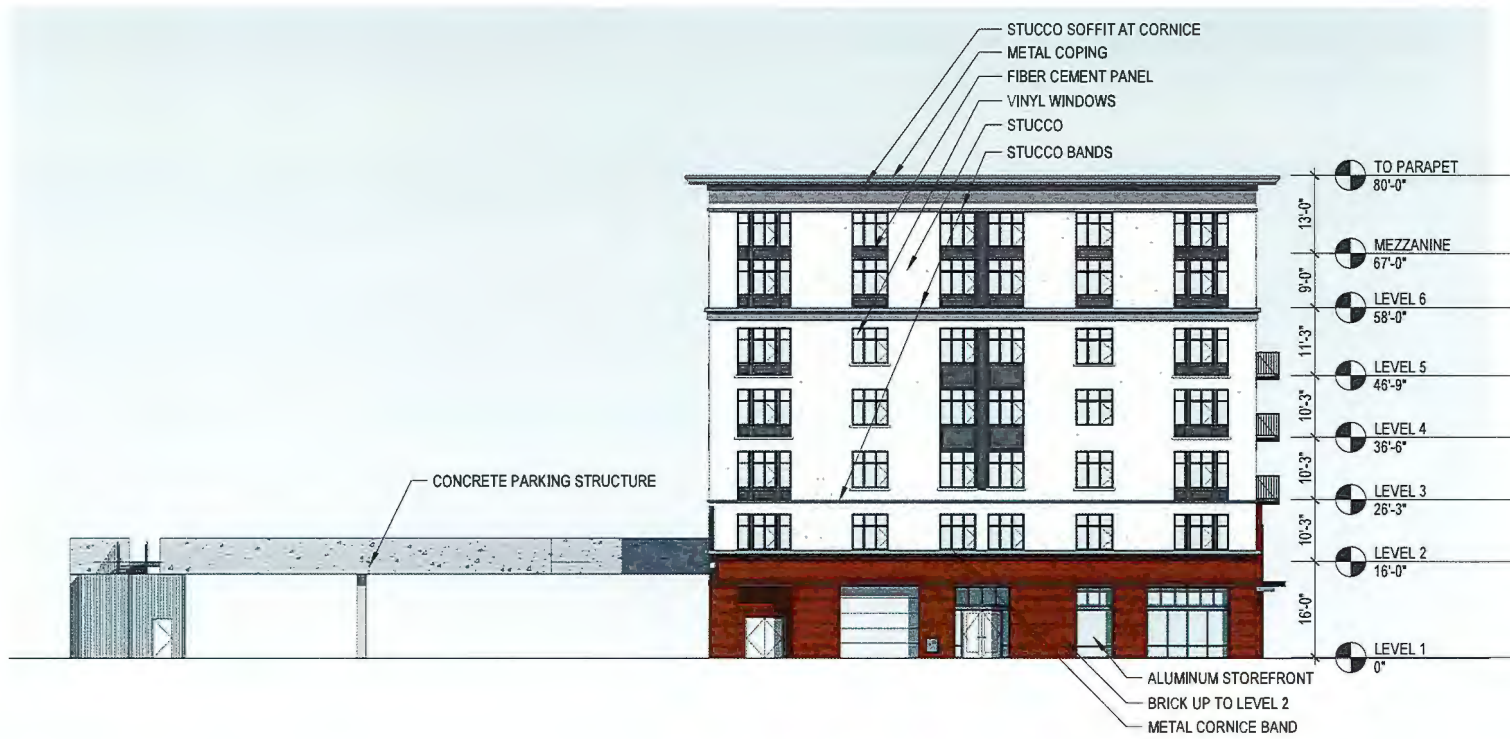 STUCCO SOFFIT AT CORNICE
METAL COPING
FIBER CEMENT PANEL
VINYL WINDOWS
STUCCO
STUCCO BANDS
TO PARAPET
80'-0"
13'-0"
MEZZANINE
67'-0"
9'-0"
LEVEL 6
58'-0"
11'-3"
LEVEL 5
46'-9"
10'-3"
LEVEL 4
36'-6"
10'-3"
LEVEL 3
26'-3"
10'-3"
LEVEL 2
16'-0"
16'-0"
LEVEL 1
0"
CONCRETE PARKING STRUCTURE
ALUMINUM STOREFRONT
BRICK UP TO LEVEL 2
METAL CORNICE BAND